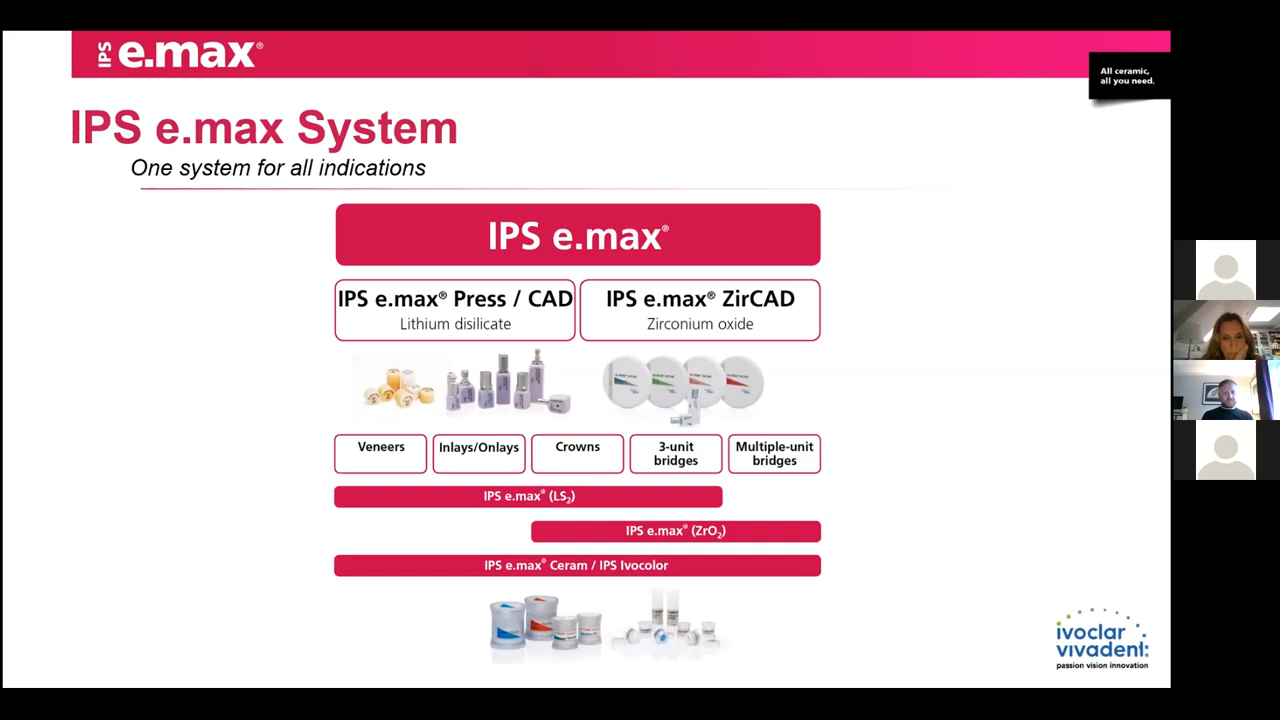 IPS e.max®
All ceramic,
all you need.
IPS e.max System
One system for all indications
IPS e.max®
IPS e.max® Press / CAD
Lithium disilicate
IPS e.max® ZirCAD
Zirconium oxide
Veneers
Inlays/Onlays
Crowns
3-unit
bridges
Multiple-unit
bridges
IPS e.max® (LS₂)
IPS e.max® (ZrO₂)
IPS e.max® Ceram / IPS Ivocolor
ivoclar
vivadent:
passion vision innovation